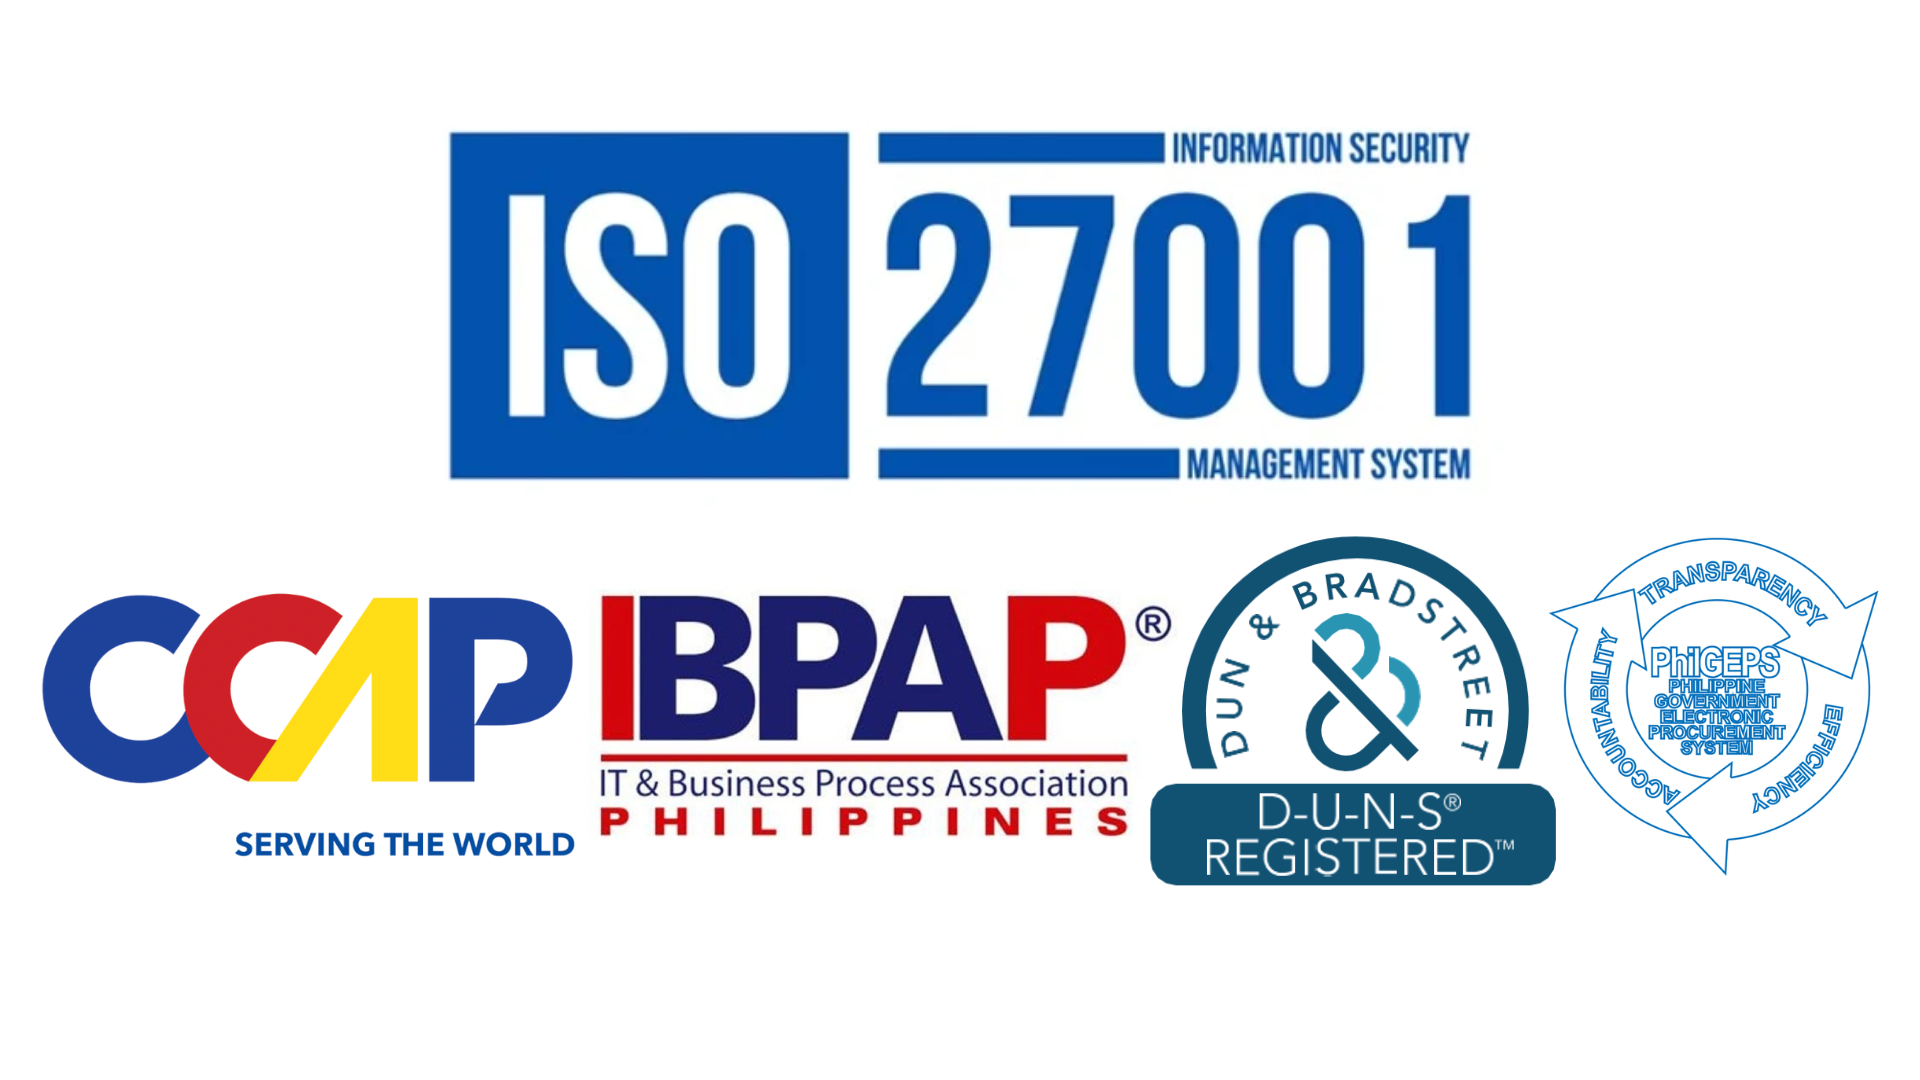 INFORMATION SECURITY
ISO 27001
MANAGEMENT SYSTEM
CCAP
SERVING THE WORLD
IBPAP®
IT & Business Process Association
PHILIPPINES
DUN & BRADSTREET
D-U-N-S®
REGISTERED™
TRANSPARENCY
EFFICIENCY
ACCOUNTABILITY
PhilGEPS
PHILIPPINE
GOVERNMENT
ELECTRONIC
PROCUREMENT
SYSTEM